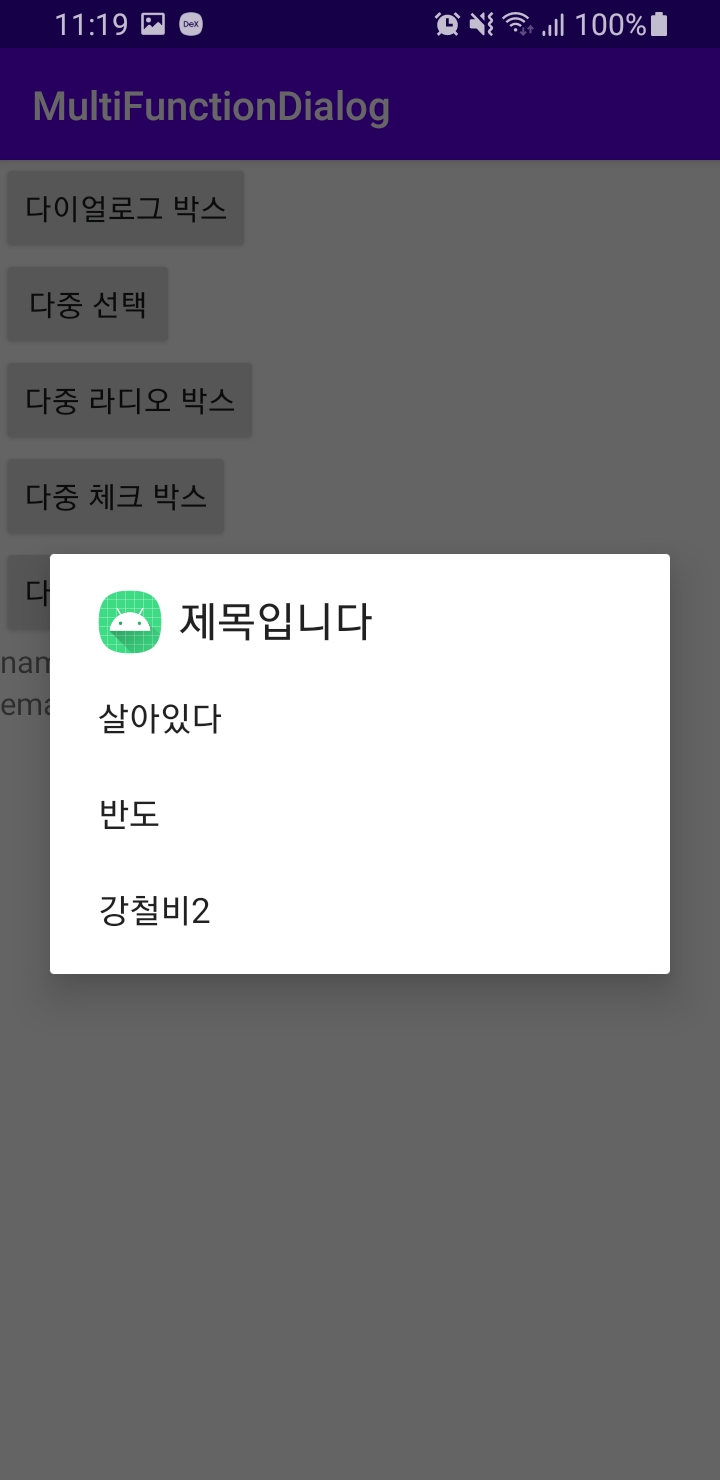 11:19 DeX 100%
MultiFunctionDialog
다이얼로그 박스
다중 선택
다중 라디오 박스
다중 체크 박스
제목입니다
살아있다
반도
강철비2